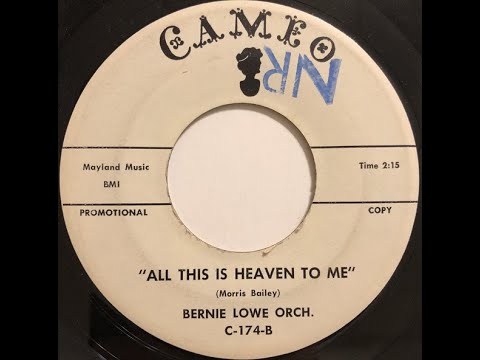 CAMEO
NR
Mayland Music
BMI
Time 2:15
PROMOTIONAL
COPY
"ALL THIS IS HEAVEN TO ME"
(Morris Bailey)
BERNIE LOWE ORCH.
C-174-B